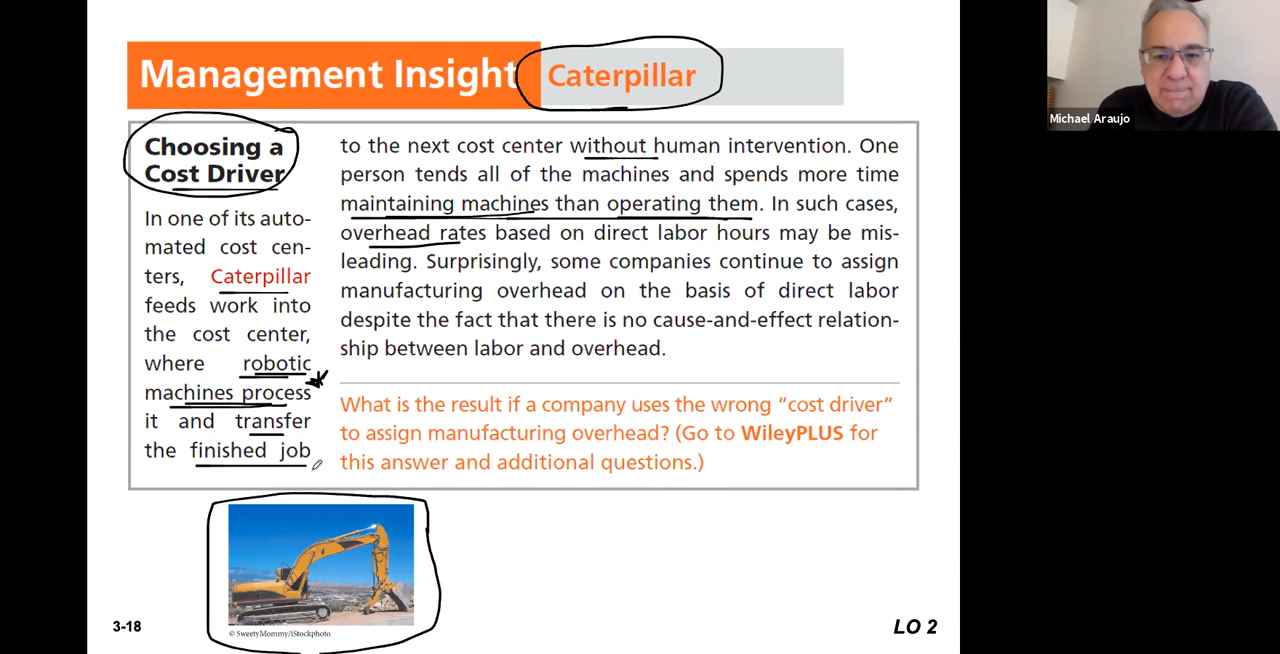 Management Insight Caterpillar
Michael Araujo
Choosing a
Cost Driver
In one of its auto-
mated cost cen-
ters, Caterpillar
feeds work into
the cost center,
where robotic
machines process
it and transfer
the finished job
to the next cost center without human intervention. One
person tends all of the machines and spends more time
maintaining machines than operating them. In such cases,
overhead rates based on direct labor hours may be mis-
leading. Surprisingly, some companies continue to assign
manufacturing overhead on the basis of direct labor
despite the fact that there is no cause-and-effect relation-
ship between labor and overhead.
What is the result if a company uses the wrong “cost driver”
to assign manufacturing overhead? (Go to WileyPLUS for
this answer and additional questions.)
© SweetyMommy/iStockphoto
3-18
LO 2